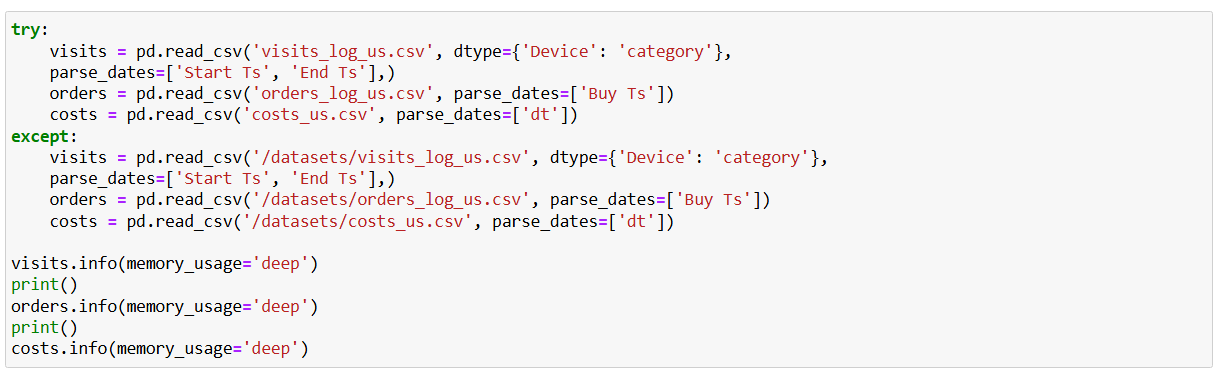 try:
    visits = pd.read_csv('visits_log_us.csv', dtype={'Device': 'category'},
    parse_dates=['Start Ts', 'End Ts'],)
    orders = pd.read_csv('orders_log_us.csv', parse_dates=['Buy Ts'])
    costs = pd.read_csv('costs_us.csv', parse_dates=['dt'])
except:
    visits = pd.read_csv('/datasets/visits_log_us.csv', dtype={'Device': 'category'},
    parse_dates=['Start Ts', 'End Ts'],)
    orders = pd.read_csv('/datasets/orders_log_us.csv', parse_dates=['Buy Ts'])
    costs = pd.read_csv('/datasets/costs_us.csv', parse_dates=['dt'])

visits.info(memory_usage='deep')
print()
orders.info(memory_usage='deep')
print()
costs.info(memory_usage='deep')